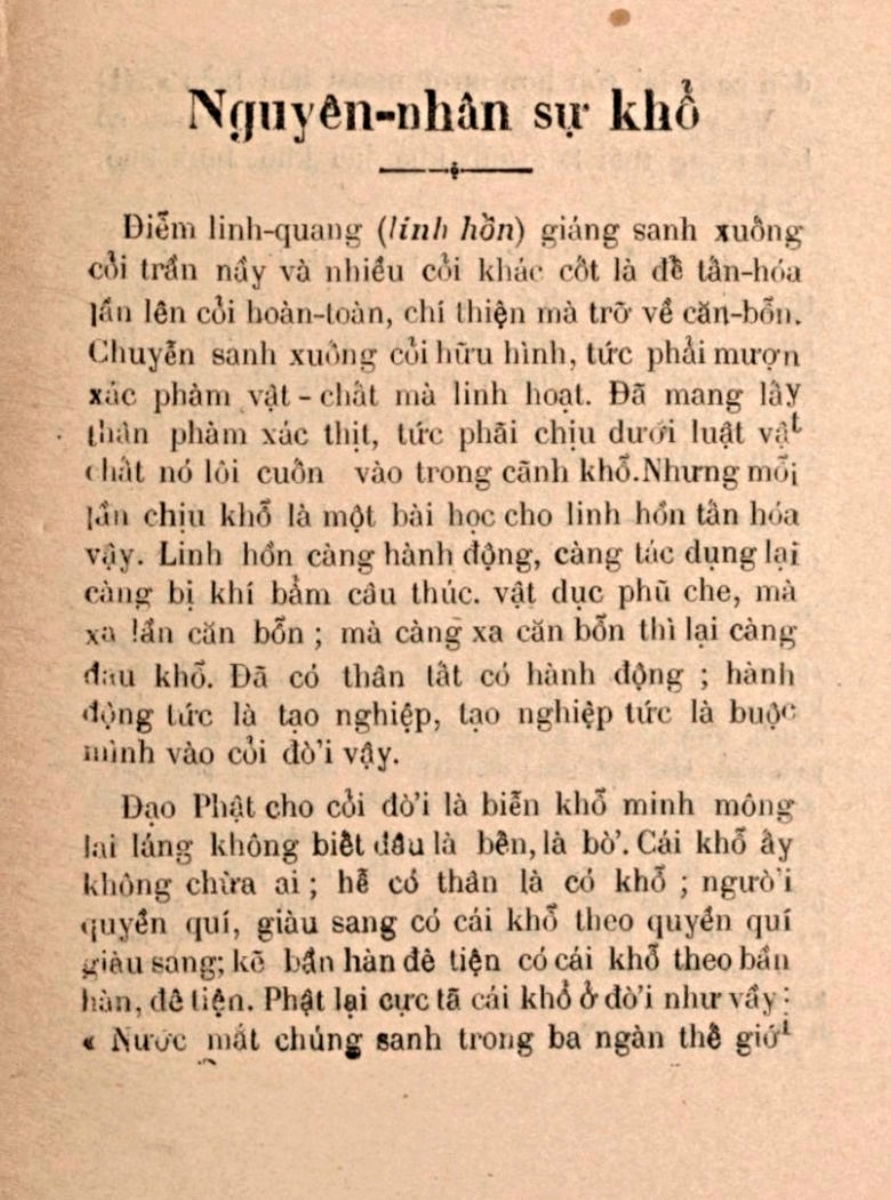 Nguyên-nhân sự khổ
Điểm linh-quang (linh hồn) giáng sanh xuống
cỏi trần nầy và nhiều cỏi khác cốt là để tấn-hóa
lần lên cỏi hoàn-toàn, chí thiện mà trở về căn-bổn.
Chuyễn sanh xuống cỏi hữu hình, tức phải mượn
xác phàm vật-chất mà linh hoạt. Đã mang lấy
thân phàm xác thịt, tức phãi chịu dưới luật vật
chất nó lôi cuốn vào trong cãnh khổ. Nhưng mỗi
lần chịu khổ là một bài học cho linh hồn tấn hóa
vậy. Linh hồn càng hành động, càng tác dụng lại
càng bị khí bẩm câu thúc. vật dục phũ che, mà
xa lần căn bổn ; mà càng xa căn bổn thì lại càng
đau khổ. Đã có thân tất có hành động ; hành
động tức là tạo nghiệp, tạo nghiệp tức là buộc
mình vào cỏi đời vậy.
Đạo Phật cho cỏi đời là biễn khổ minh mông
lai láng không biết đâu là bến, là bờ. Cái khổ ấy
không chừa ai ; hễ có thân là có khổ ; người
quyền quí, giàu sang có cái khổ theo quyền quí
giàu sang; kẽ bần hàn đê tiện có cái khổ theo bần
hàn, đê tiện. Phật lại cực tã cái khổ ở đời như vầy :
« Nước mắt chúng sanh trong ba ngàn thế giới